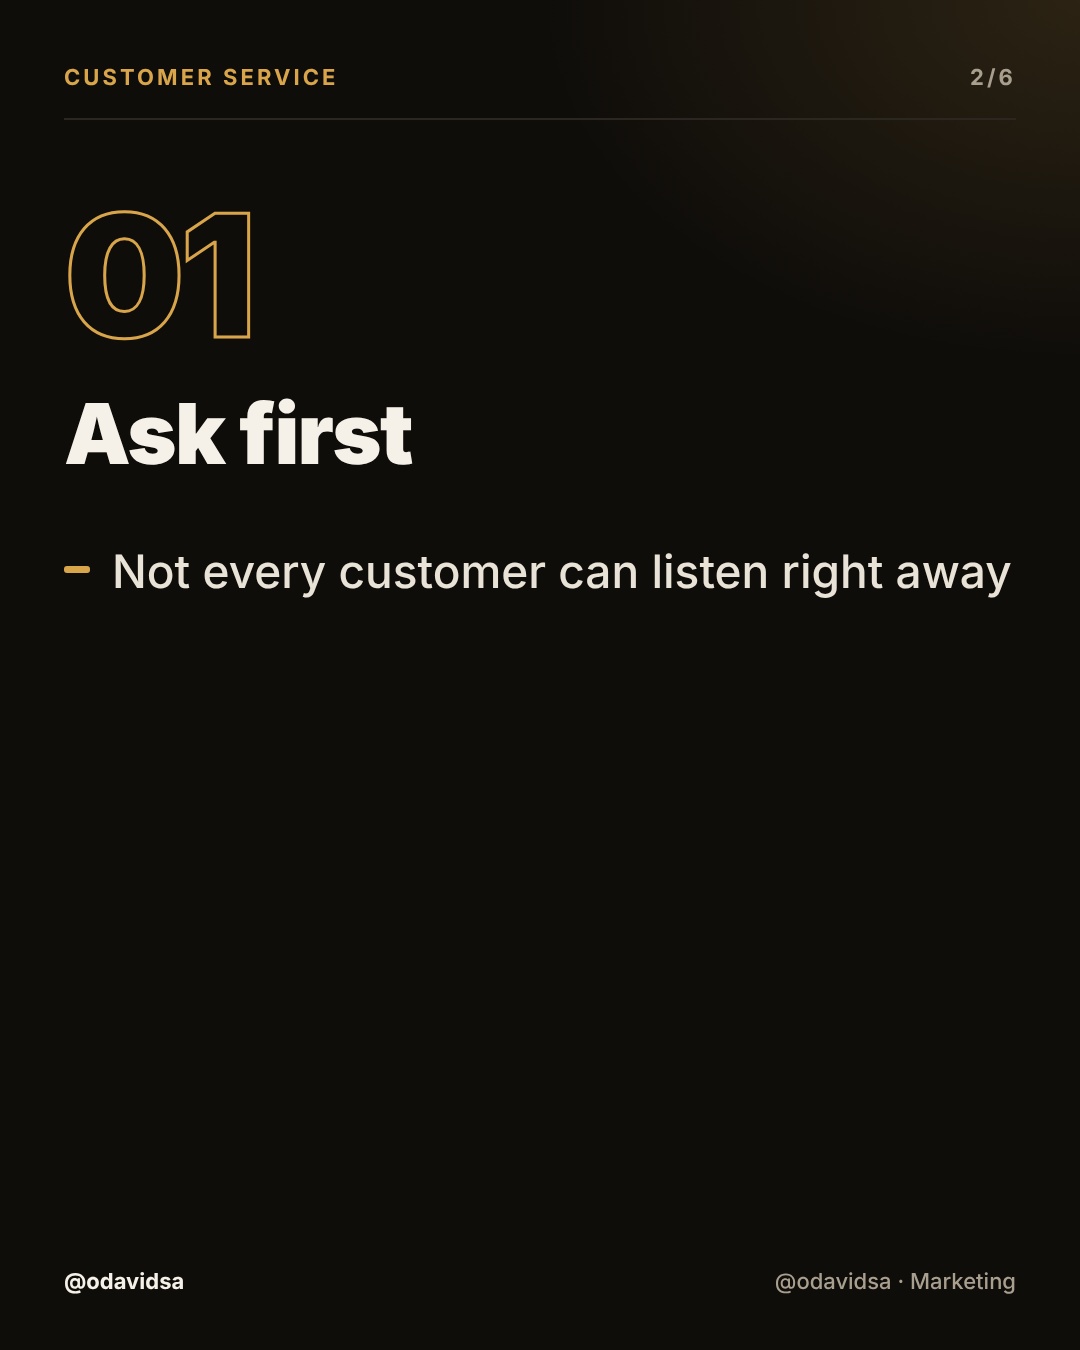 CUSTOMER SERVICE
2/6
01
Ask first
Not every customer can listen right away
@odavidsa
@odavidsa · Marketing